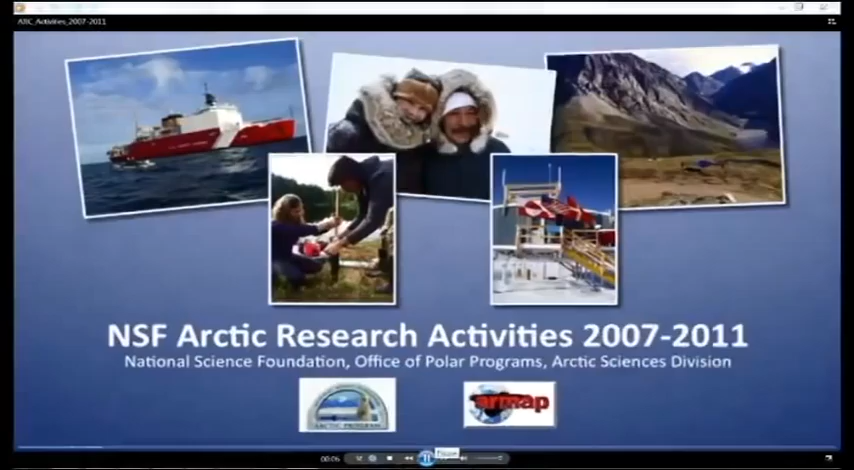 ARC_Activities_2007-2011
NSF Arctic Research Activities 2007-2011
National Science Foundation, Office of Polar Programs, Arctic Sciences Division
ARCTIC PROGRAM
armap
00:06
Pause